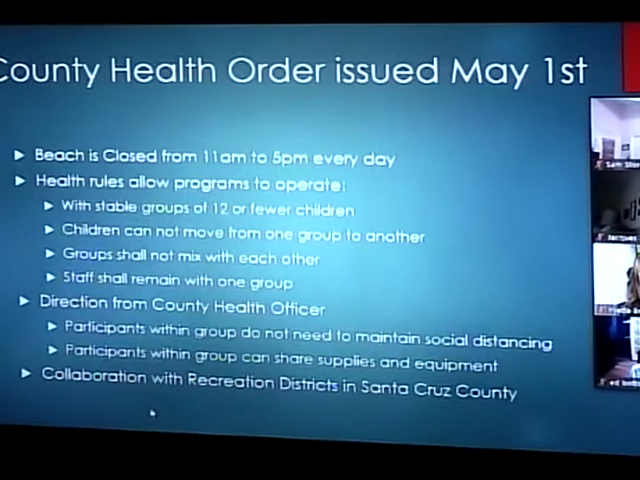 County Health Order issued May 1st
Beach is Closed from 11am to 5pm every day
Health rules allow programs to operate:
With stable groups of 12 or fewer children
Children can not move from one group to another
Groups shall not mix with each other
Staff shall remain with one group
Direction from County Health Officer
Participants within group do not need to maintain social distancing
Participants within group can share supplies and equipment
Collaboration with Recreation Districts in Santa Cruz County
Sam
Jacques